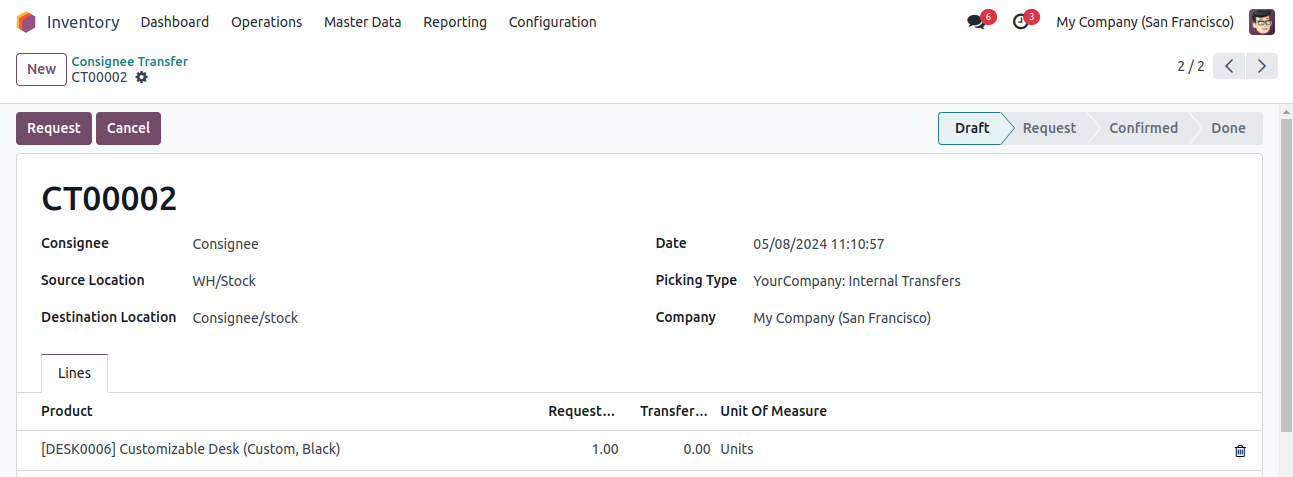 Inventory Dashboard Operations Master Data Reporting Configuration 6 3 My Company (San Francisco)
New Consignee Transfer 2 / 2
CT00002
Request Cancel Draft Request Confirmed Done
CT00002
Consignee Consignee Date 05/08/2024 11:10:57
Source Location WH/Stock Picking Type YourCompany: Internal Transfers
Destination Location Consignee/stock Company My Company (San Francisco)
Lines
Product Request... Transfer... Unit Of Measure
[DESK0006] Customizable Desk (Custom, Black) 1.00 0.00 Units